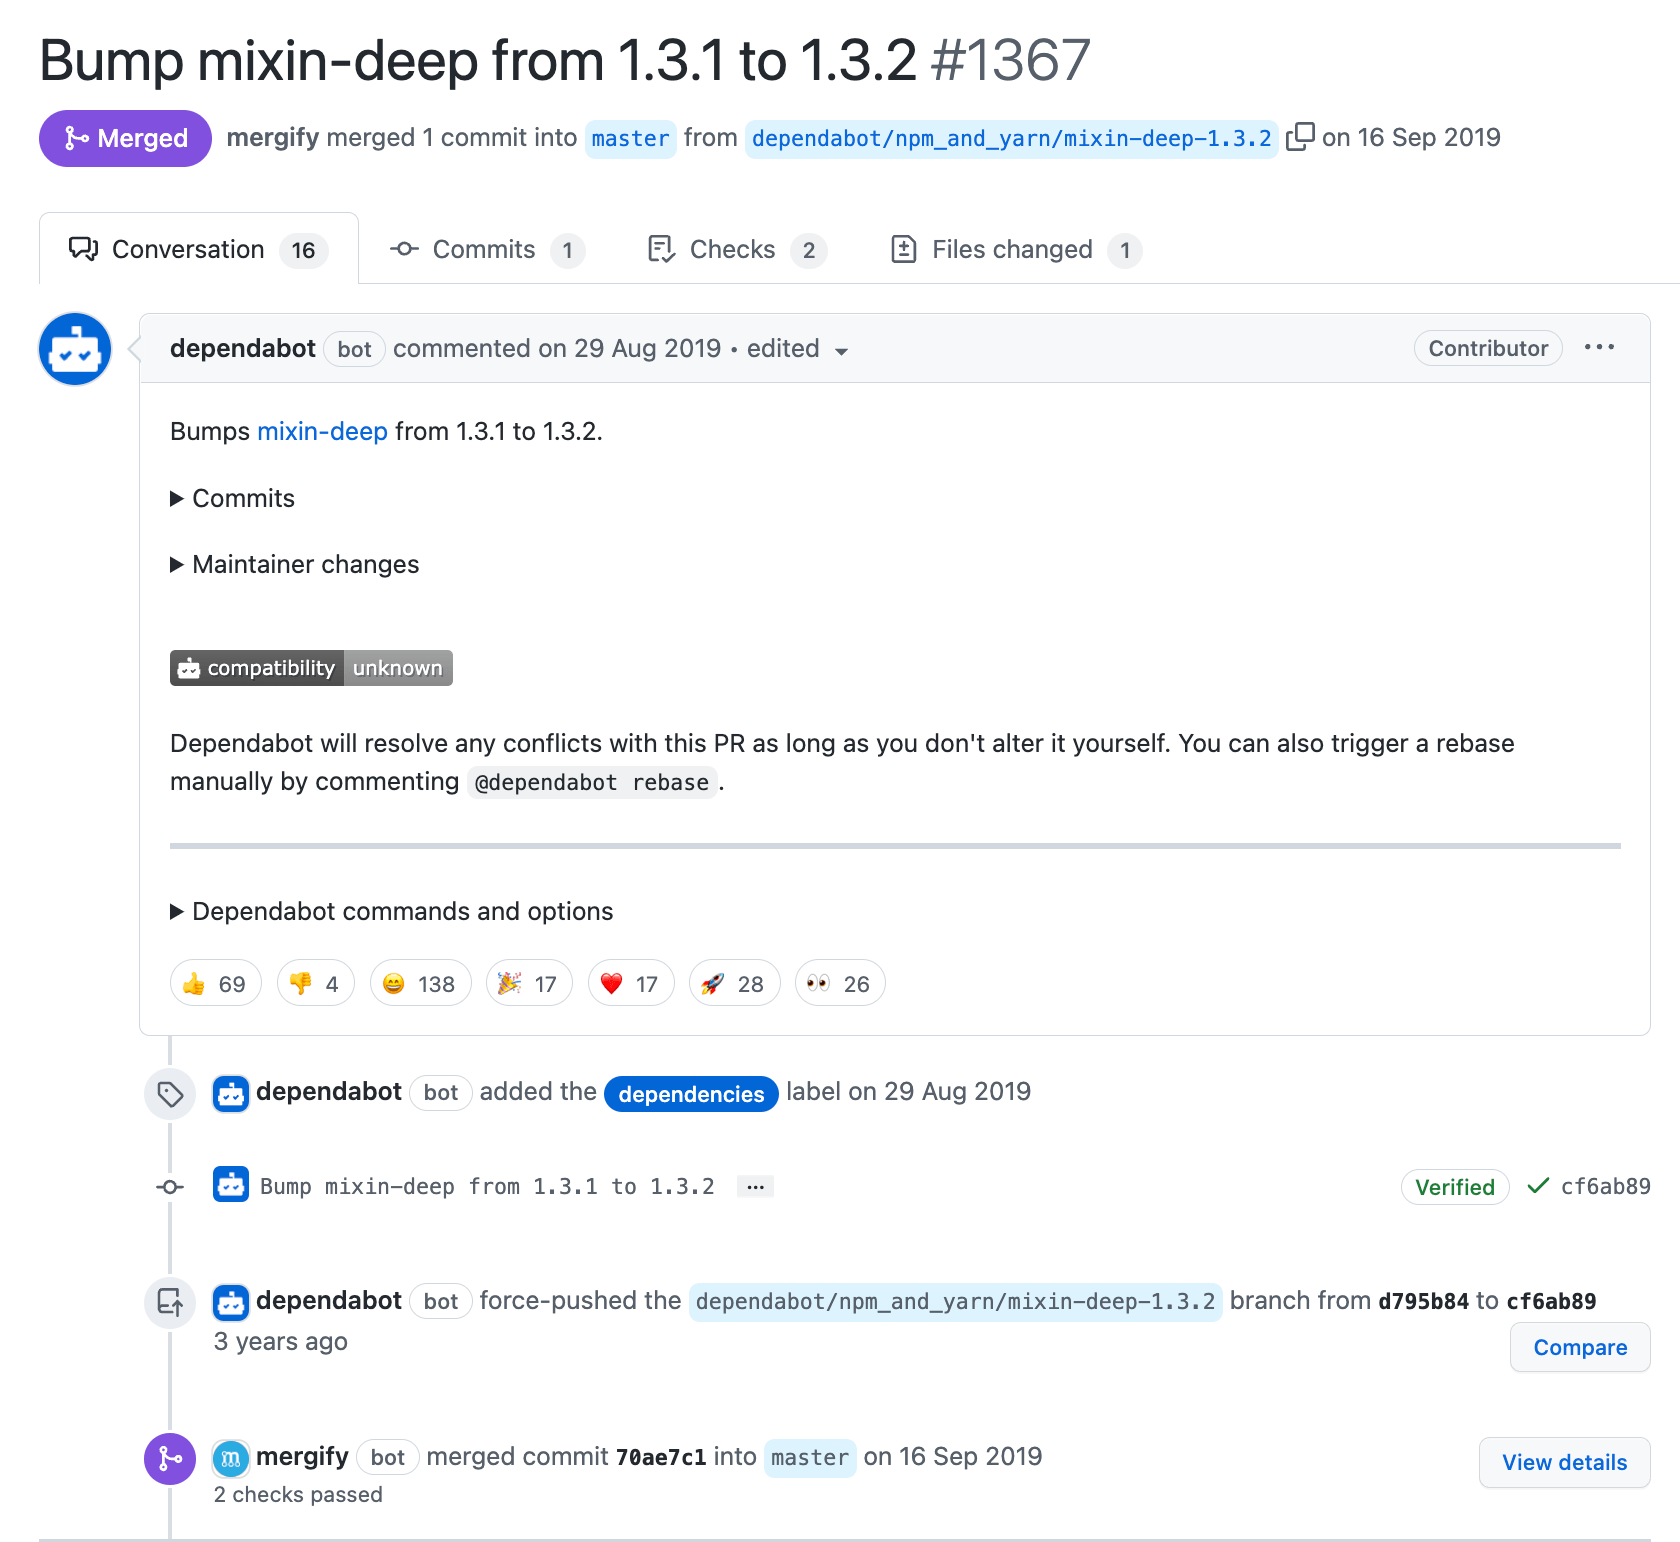 Bump mixin-deep from 1.3.1 to 1.3.2 #1367
Merged mergify merged 1 commit into master from dependabot/npm_and_yarn/mixin-deep-1.3.2 on 16 Sep 2019
Conversation 16 Commits 1 Checks 2 Files changed 1
dependabot bot commented on 29 Aug 2019 • edited Contributor ···
Bumps mixin-deep from 1.3.1 to 1.3.2.
Commits
Maintainer changes
compatibility unknown
Dependabot will resolve any conflicts with this PR as long as you don't alter it yourself. You can also trigger a rebase
manually by commenting @dependabot rebase.
Dependabot commands and options
👍 69 👎 4 😄 138 🎉 17 ❤️ 17 🚀 28 👀 26
dependabot bot added the dependencies label on 29 Aug 2019
Bump mixin-deep from 1.3.1 to 1.3.2 ... Verified cf6ab89
dependabot bot force-pushed the dependabot/npm_and_yarn/mixin-deep-1.3.2 branch from d795b84 to cf6ab89
3 years ago
Compare
mergify bot merged commit 70ae7c1 into master on 16 Sep 2019
View details
2 checks passed